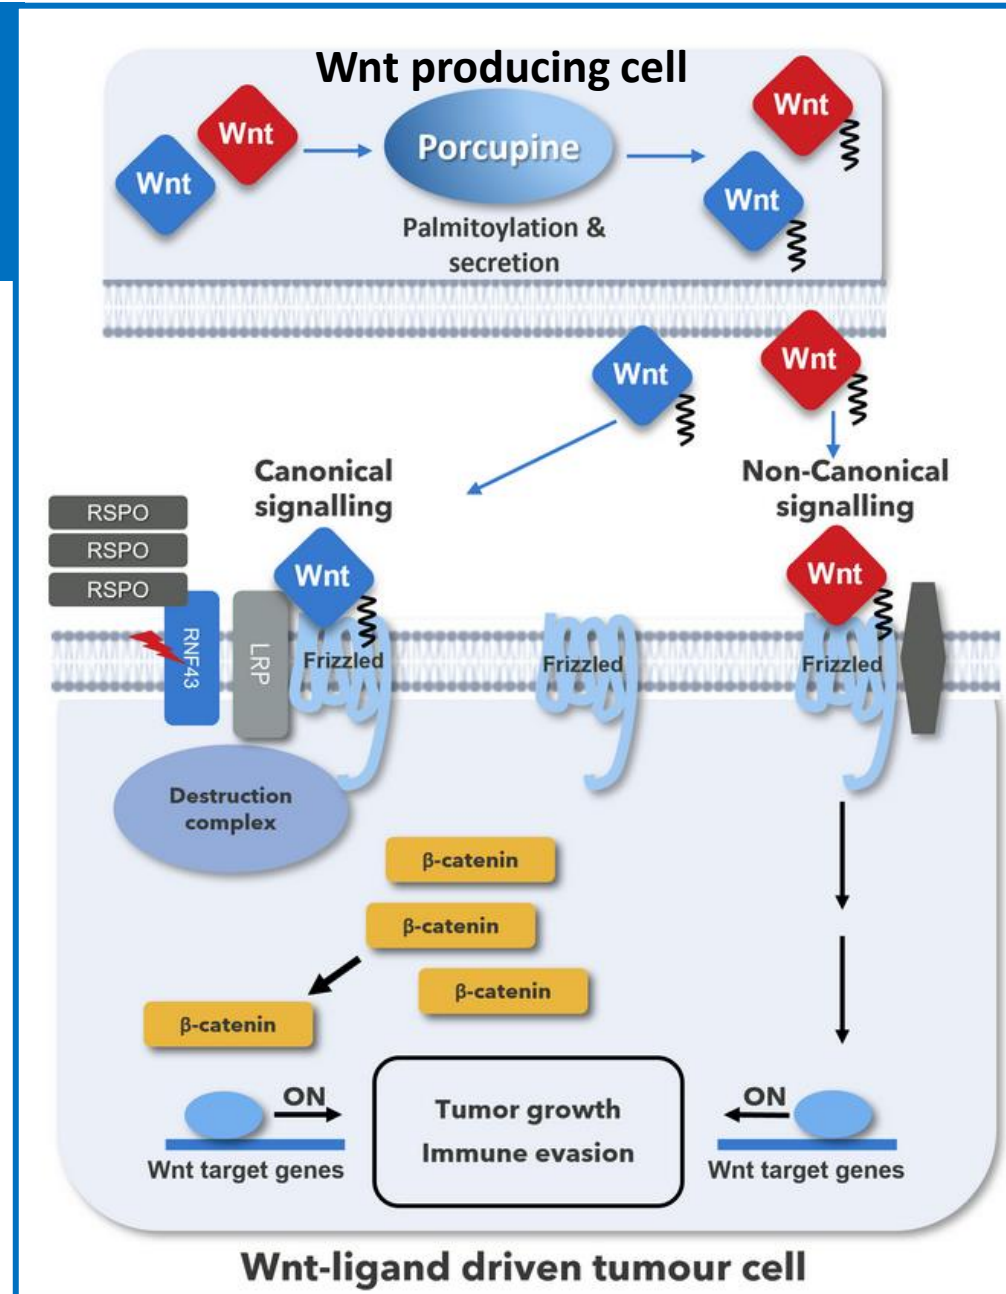 Wnt producing cell
Wnt
Wnt
Porcupine
Wnt
Wnt
Palmitoylation &
secretion
Wnt
Wnt
Canonical
signalling
Non-Canonical
signalling
RSPO
RSPO
RSPO
Wnt
Wnt
RNF43
LRP
Frizzled
Frizzled
Frizzled
Destruction
complex
β-catenin
β-catenin
β-catenin
β-catenin
ON
Tumor growth
Immune evasion
ON
Wnt target genes
Wnt target genes
Wnt-ligand driven tumour cell